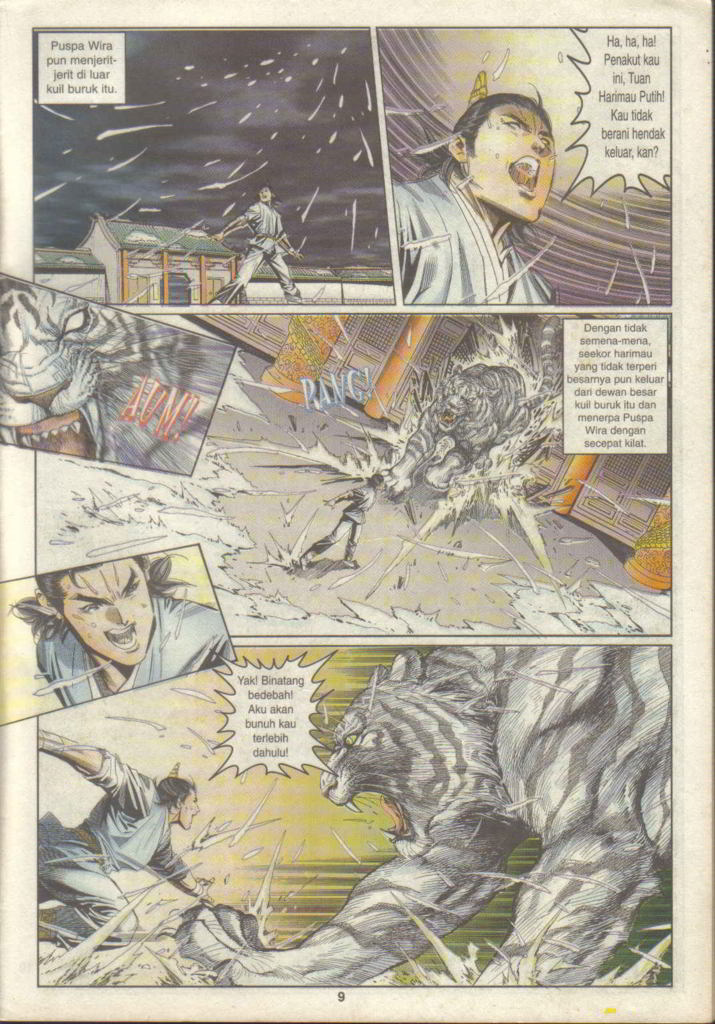 Puspa Wira
pun menjerit-
jerit di luar
kuil buruk itu.
Ha, ha, ha!
Penakut kau
ini, Tuan
Harimau Putih!
Kau tidak
berani hendak
keluar, kan?
AUM!
PANG!
Dengan tidak
semena-mena,
seekor harimau
yang tidak terperi
besarnya pun keluar
dari dewan besar
kuil buruk itu dan
menerpa Puspa
Wira dengan
secepat kilat.
Yak! Binatang
bedebah!
Aku akan
bunuh kau
terlebih
dahulu!
9